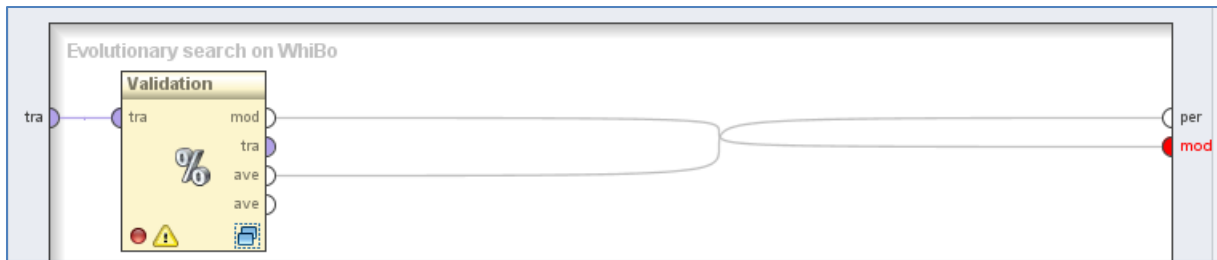 Evolutionary search on WhiBo
Validation
tra
tra
mod
tra
ave
ave
per
mod
%